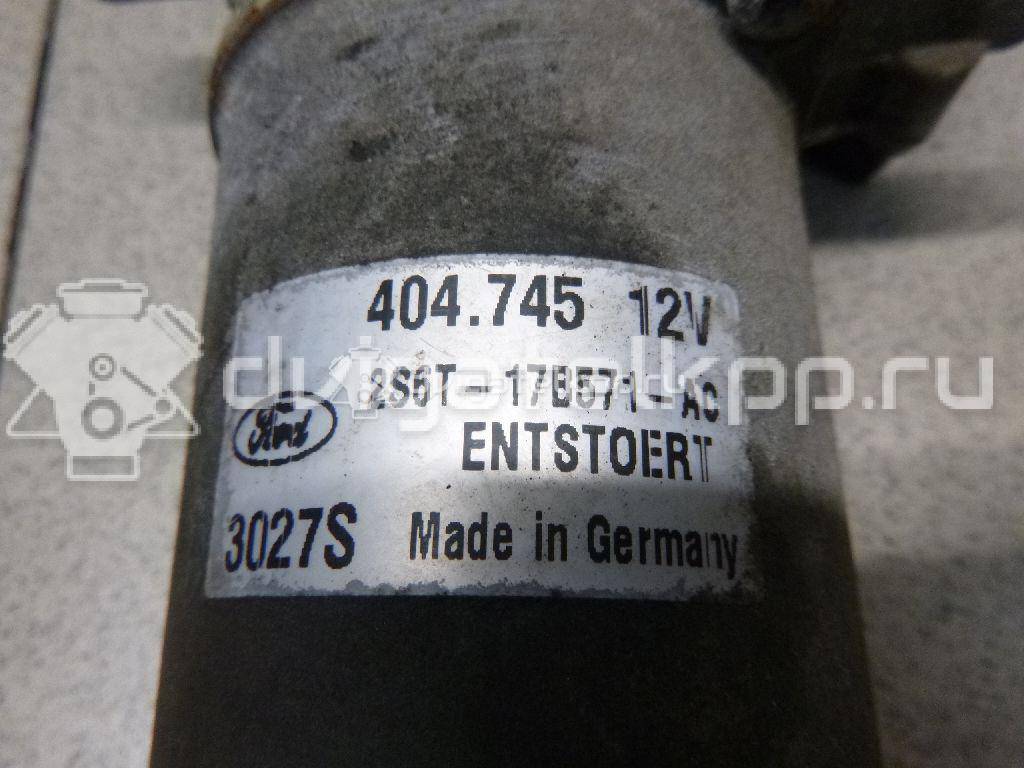 404.745 12V
2S6T-17B571-AC
Ford
ENTSTOERT
3027S Made in Germany
dvigatelkpp.ru